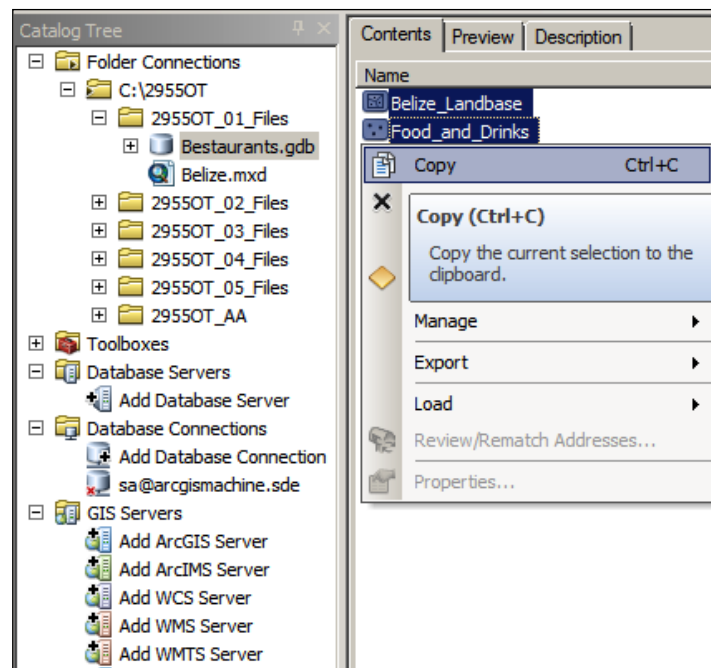 Catalog Tree
Folder Connections
C:\2955OT
2955OT_01_Files
Bestaurants.gdb
Belize.mxd
2955OT_02_Files
2955OT_03_Files
2955OT_04_Files
2955OT_05_Files
2955OT_AA
Toolboxes
Database Servers
Add Database Server
Database Connections
Add Database Connection
sa@arcgismachine.sde
GIS Servers
Add ArcGIS Server
Add ArcIMS Server
Add WCS Server
Add WMS Server
Add WMTS Server
Contents Preview Description
Name
Belize_Landbase
Food_and_Drinks
Copy Ctrl+C
Copy (Ctrl+C)
Copy the current selection to the
clipboard.
Manage
Export
Load
Review/Rematch Addresses...
Properties...